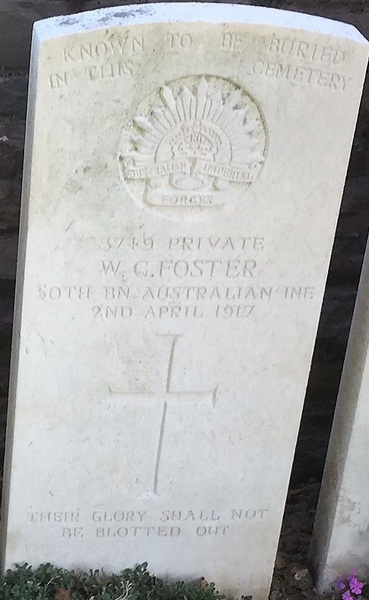 KNOWN TO BE BURIED
IN THIS CEMETERY
AUSTRALIAN IMPERIAL
FORCES
3749 PRIVATE
W. C. FOSTER
50TH BN. AUSTRALIAN INF.
2ND APRIL 1917
THEIR GLORY SHALL NOT
BE BLOTTED OUT